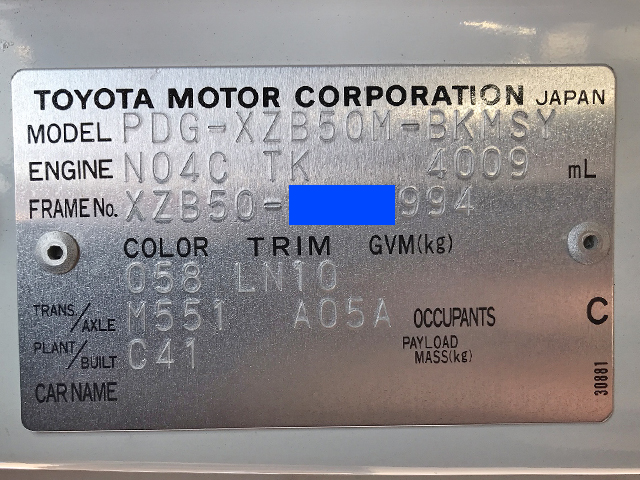 TOYOTA MOTOR CORPORATION JAPAN
MODEL PDG-XZB50M-BKMSY
ENGINE N04C TK 4009 mL
FRAME No. XZB50- 994
COLOR TRIM GVM(kg)
058 LN10
TRANS/AXLE M551 A05A OCCUPANTS C
PLANT/BUILT C41 PAYLOAD MASS(kg)
CAR NAME
30881